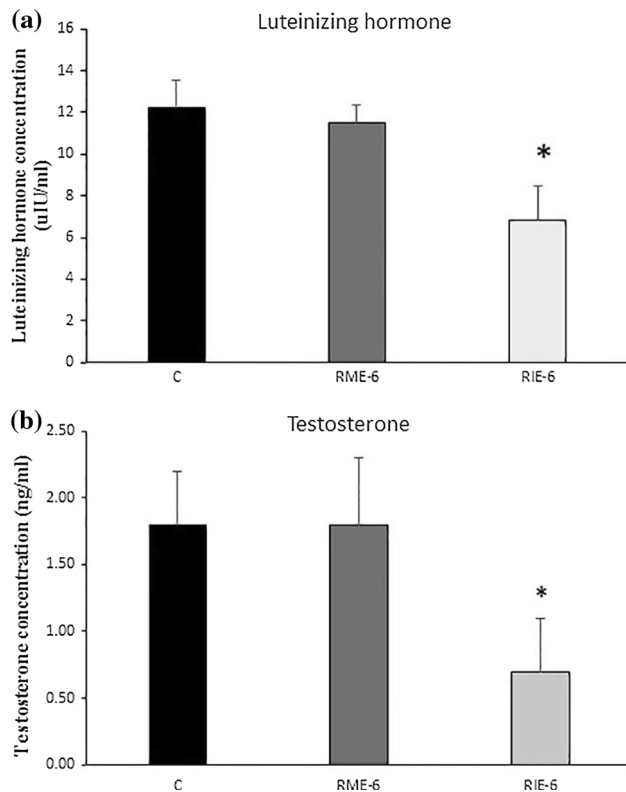 (a)
Luteinizing hormone
Luteinizing hormone concentration
(uIU/ml)
16
14
12
10
8
6
4
2
0
*
C
RME-6
RIE-6
(b)
Testosterone
Testosterone concentration (ng/ml)
2.50
2.00
1.50
1.00
0.50
0.00
*
C
RME-6
RIE-6